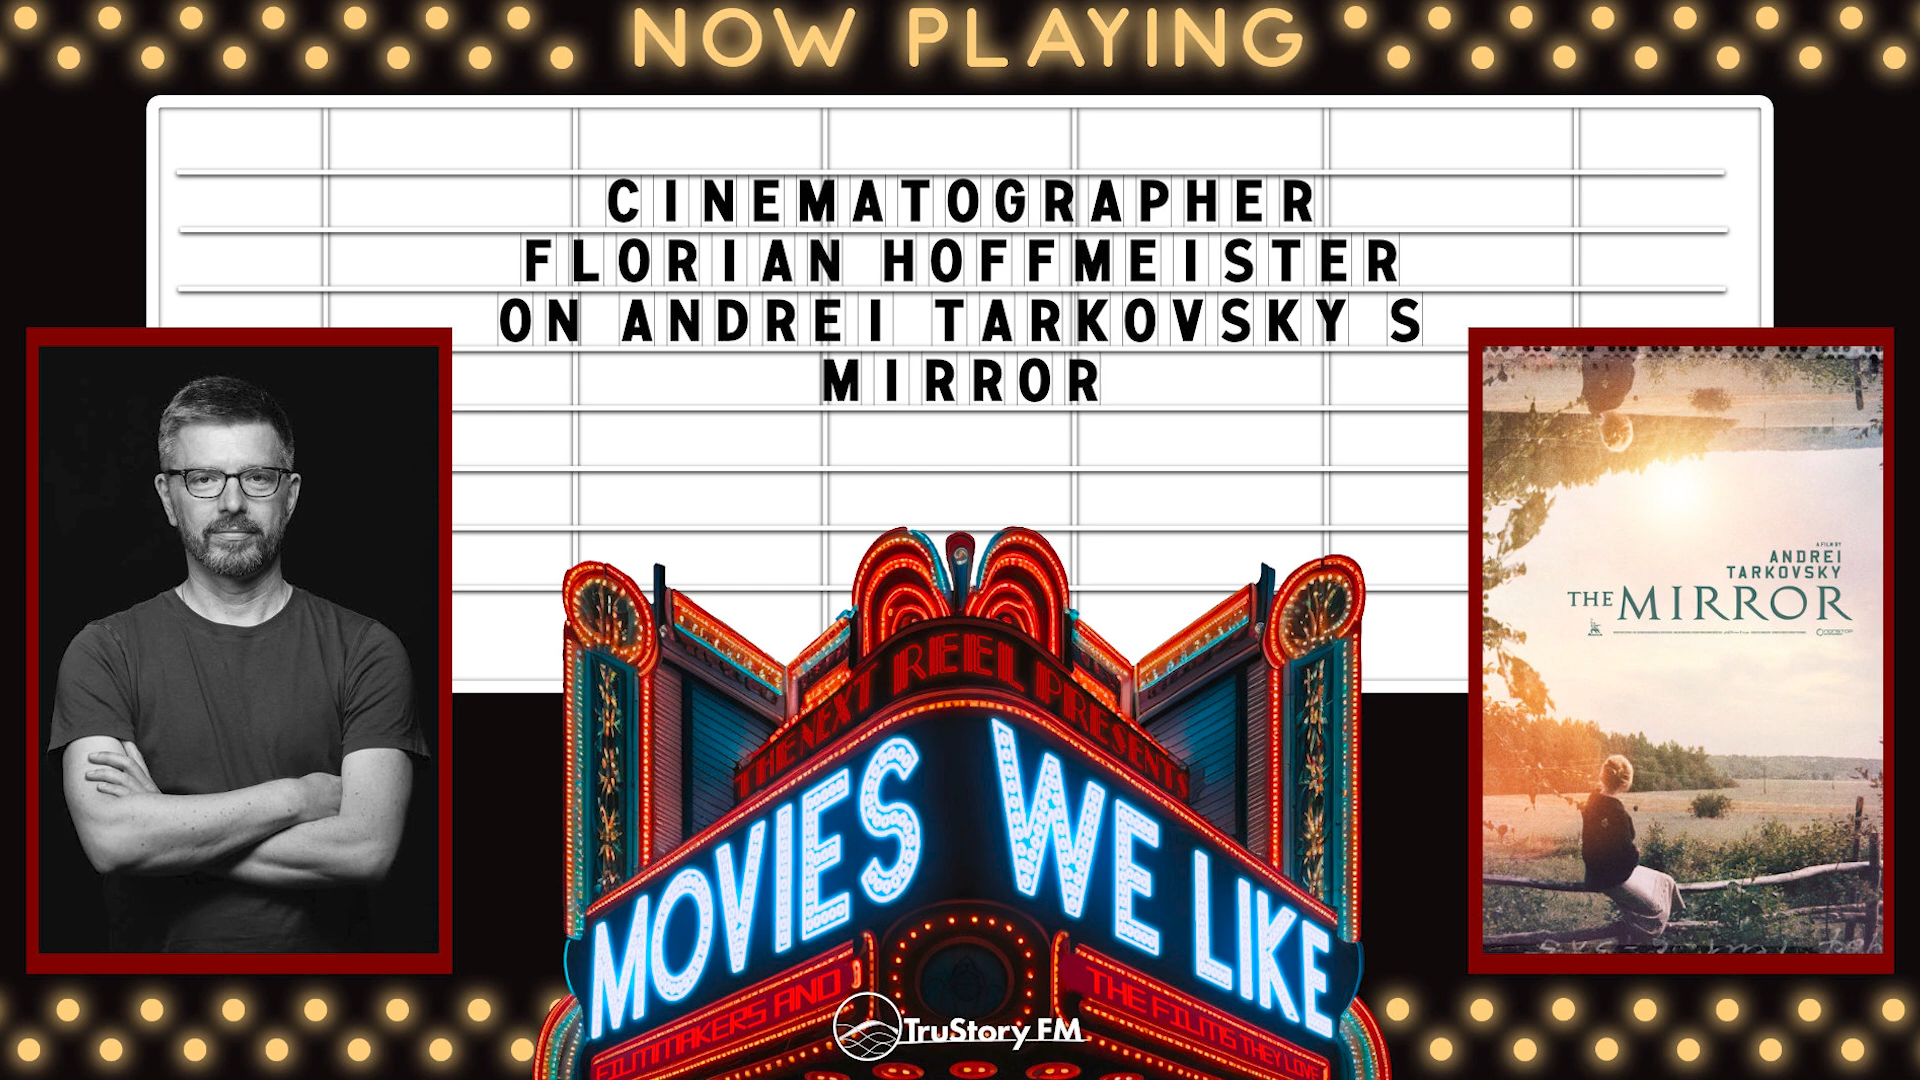 NOW PLAYING
CINEMATOGRAPHER
FLORIAN HOFFMEISTER
ON ANDREI TARKOVSKY S
MIRROR
A FILM BY
ANDREI
TARKOVSKY
THE MIRROR
THE NEXT REEL PRESENTS
MOVIES WE LIKE
FILMMAKERS AND
THE FILMS THEY LOVE
TruStory FM